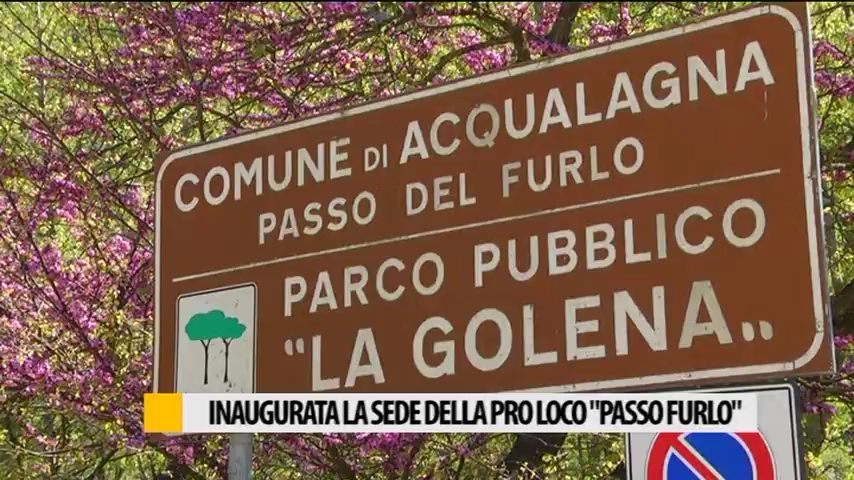 COMUNE DI ACQUALAGNA
PASSO DEL FURLO
PARCO PUBBLICO
"LA GOLENA"
INAUGURATA LA SEDE DELLA PRO LOCO "PASSO FURLO"